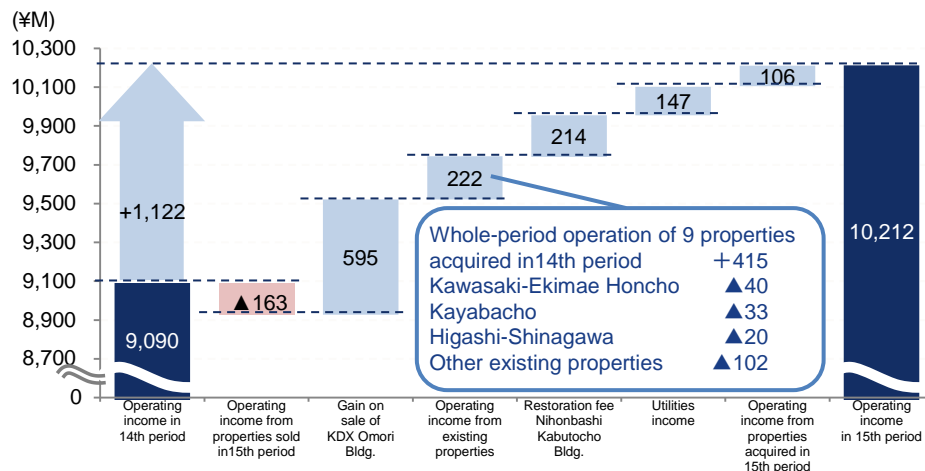 (¥M)
10,300
10,100
9,900
9,700
9,500
9,300
9,100
8,900
8,700
0
+1,122
9,090
▲163
595
222
214
147
106
10,212
Whole-period operation of 9 properties
acquired in14th period +415
Kawasaki-Ekimae Honcho ▲40
Kayabacho ▲33
Higashi-Shinagawa ▲20
Other existing properties ▲102
Operating
income in
14th period
Operating
income from
properties sold
in15th period
Gain on
sale of
KDX Omori
Bldg.
Operating
income from
existing
properties
Restoration fee
Nihonbashi
Kabutocho
Bldg.
Utilities
income
Operating
income from
properties
acquired in
15th period
Operating
income
in 15th period